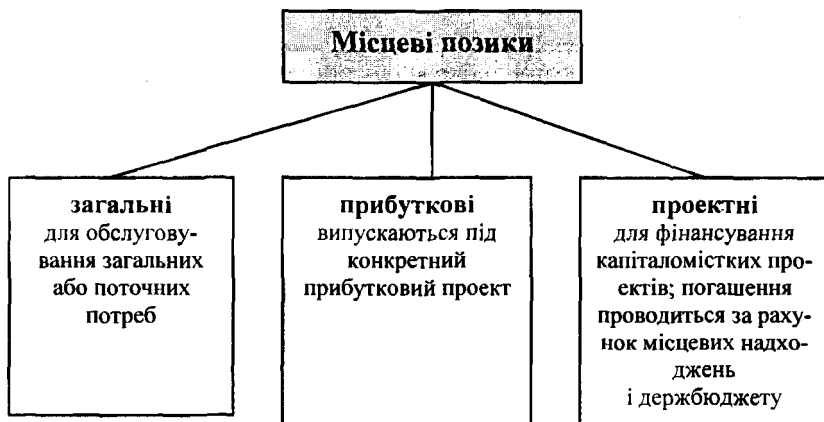 Місцеві позики
загальні
для обслугову-
вання загальних
або поточних
потреб
прибуткові
випускаються під
конкретний
прибутковий проект
проектні
для фінансування
капіталомістких про-
ектів; погашення
проводиться за раху-
нок місцевих надхо-
джень
і держбюджету